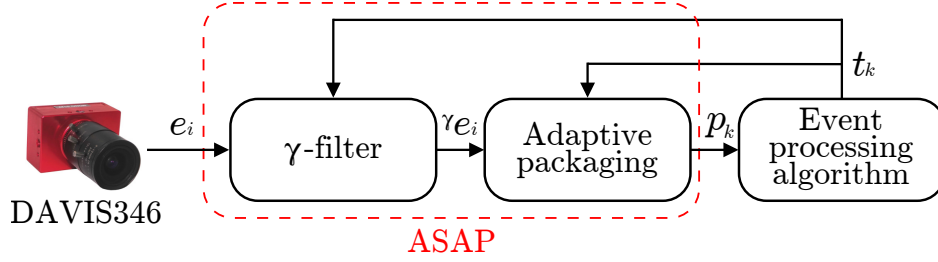 t_k
e_i
γ-filter
^γe_i
Adaptive
packaging
p_k
Event
processing
algorithm
DAVIS346
ASAP